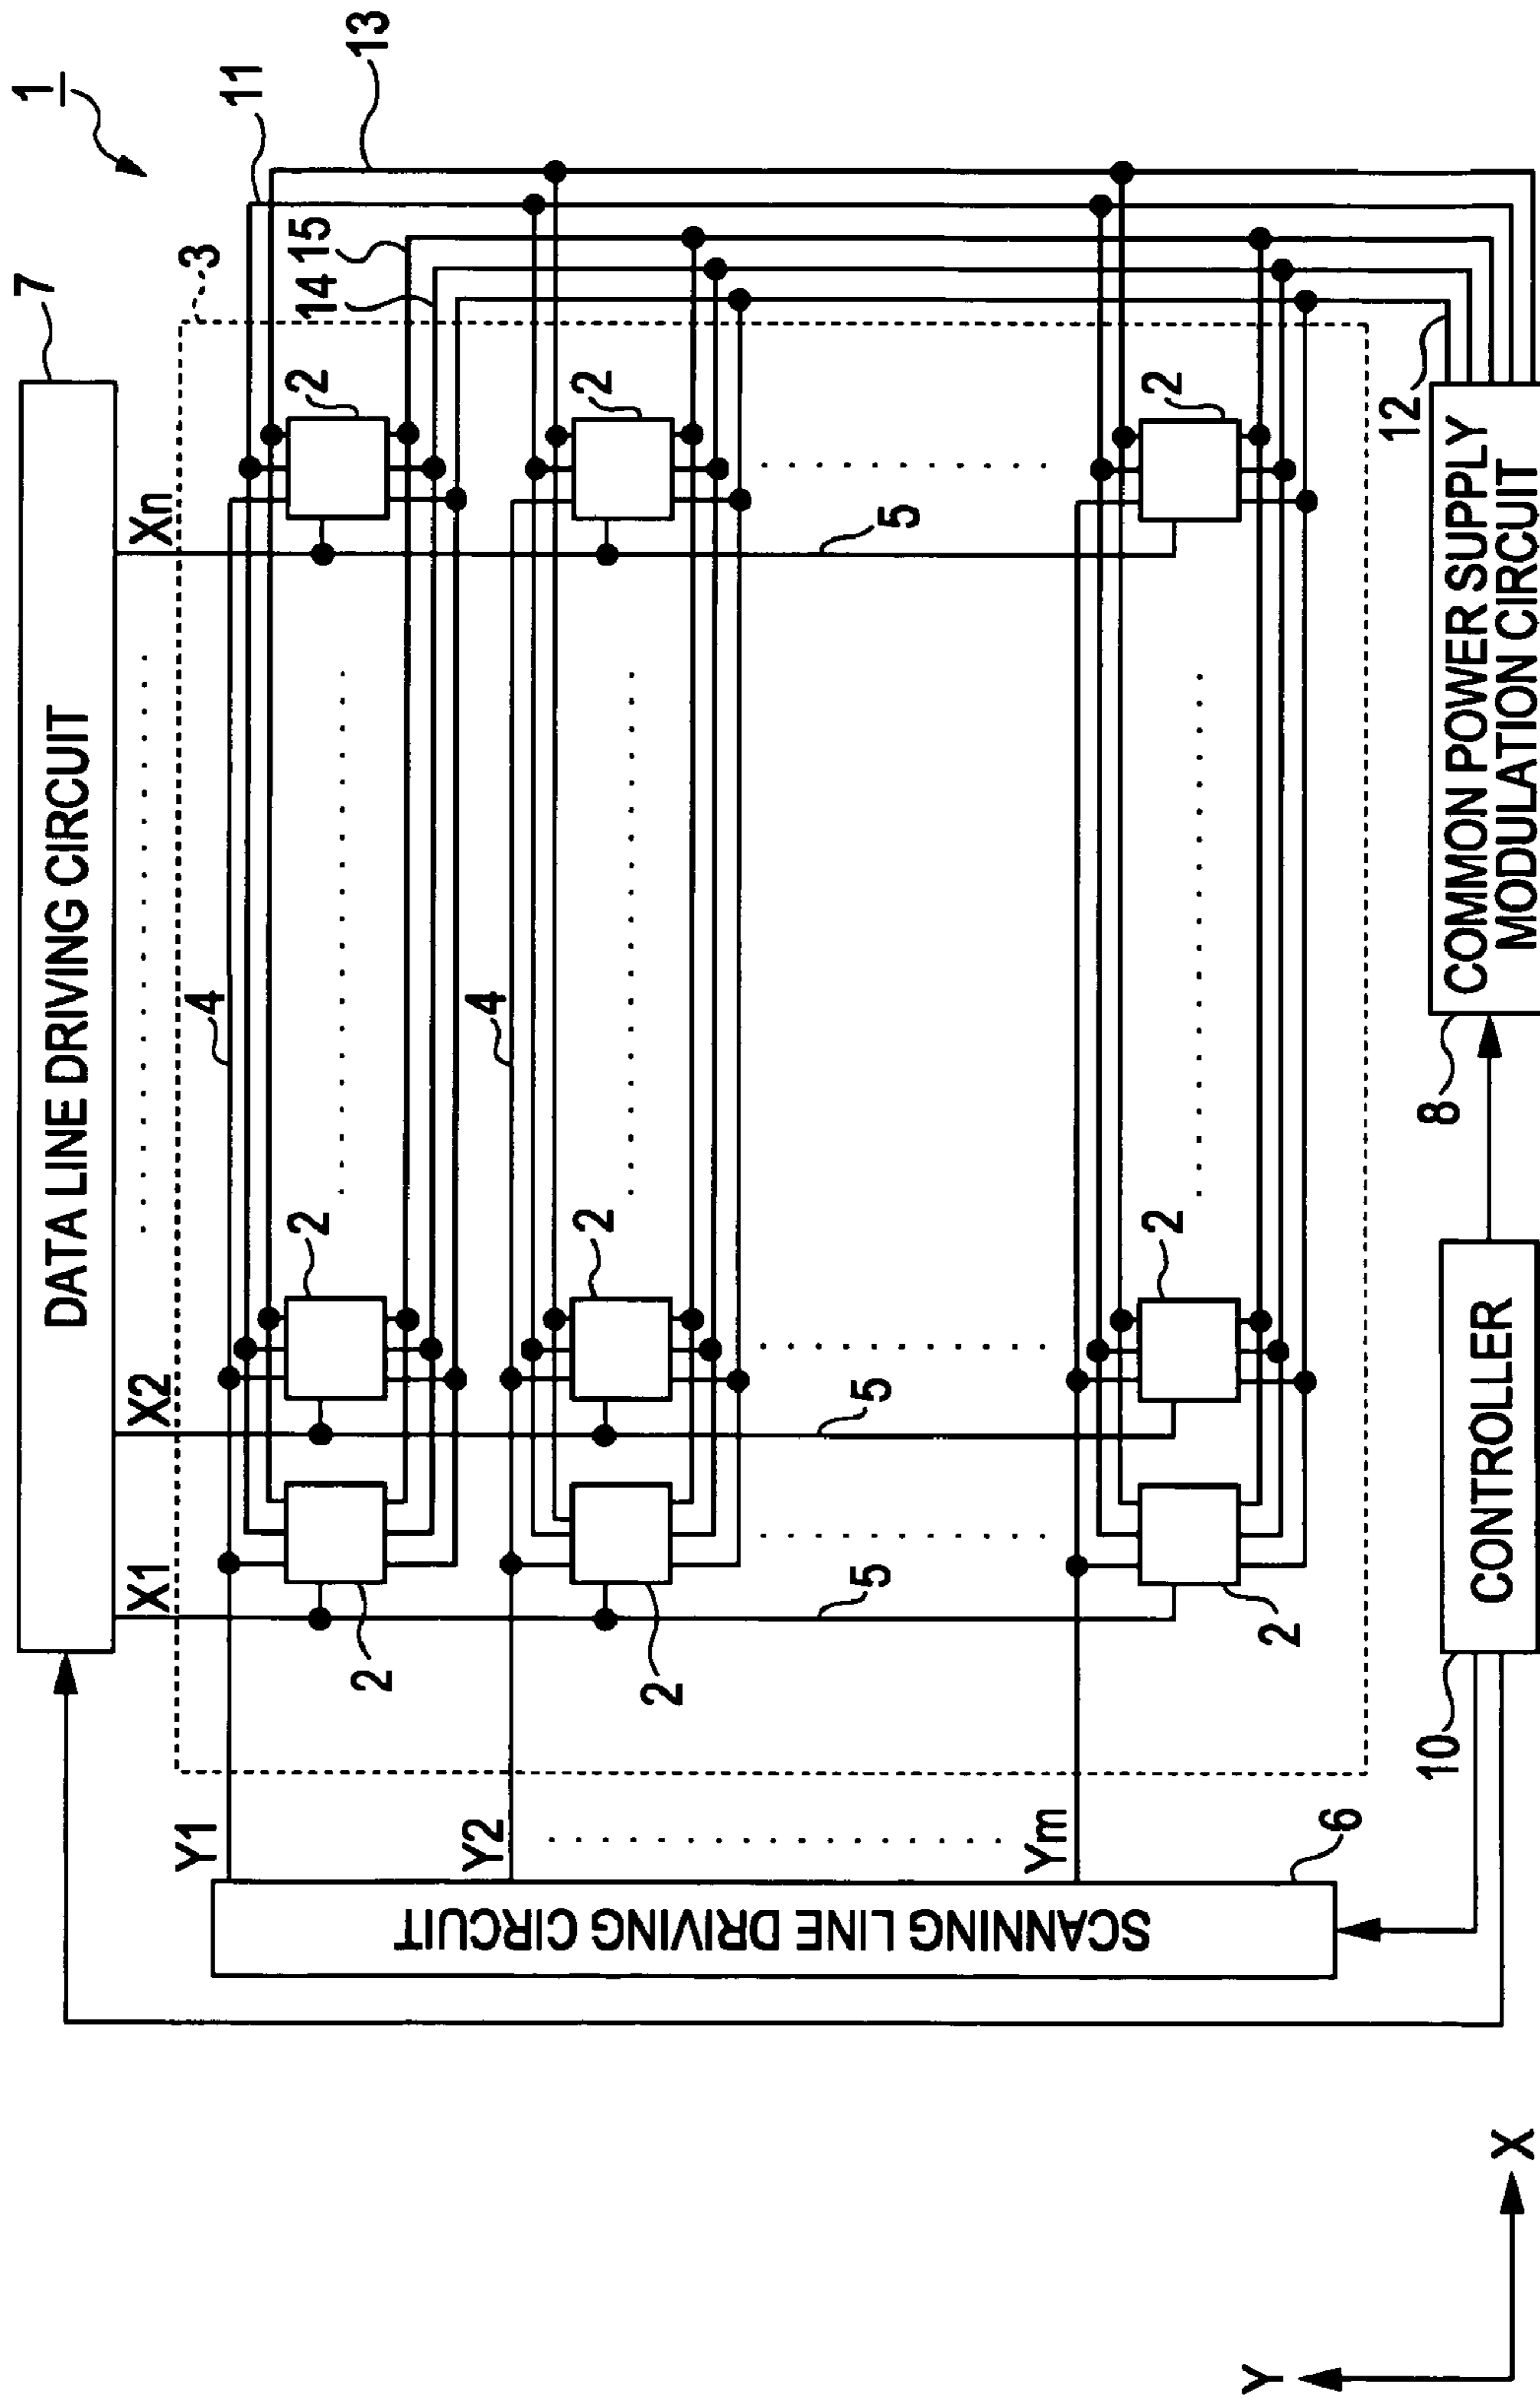 1
7
DATA LINE DRIVING CIRCUIT
3
11
13
X1
X2
Xn
15
14
Y1
4
2
2
2
Y2
4
2
2
2
5
5
5
Ym
2
2
2
SCANNING LINE DRIVING CIRCUIT
6
12
10
CONTROLLER
8
COMMON POWER SUPPLY
MODULATION CIRCUIT
Y
X